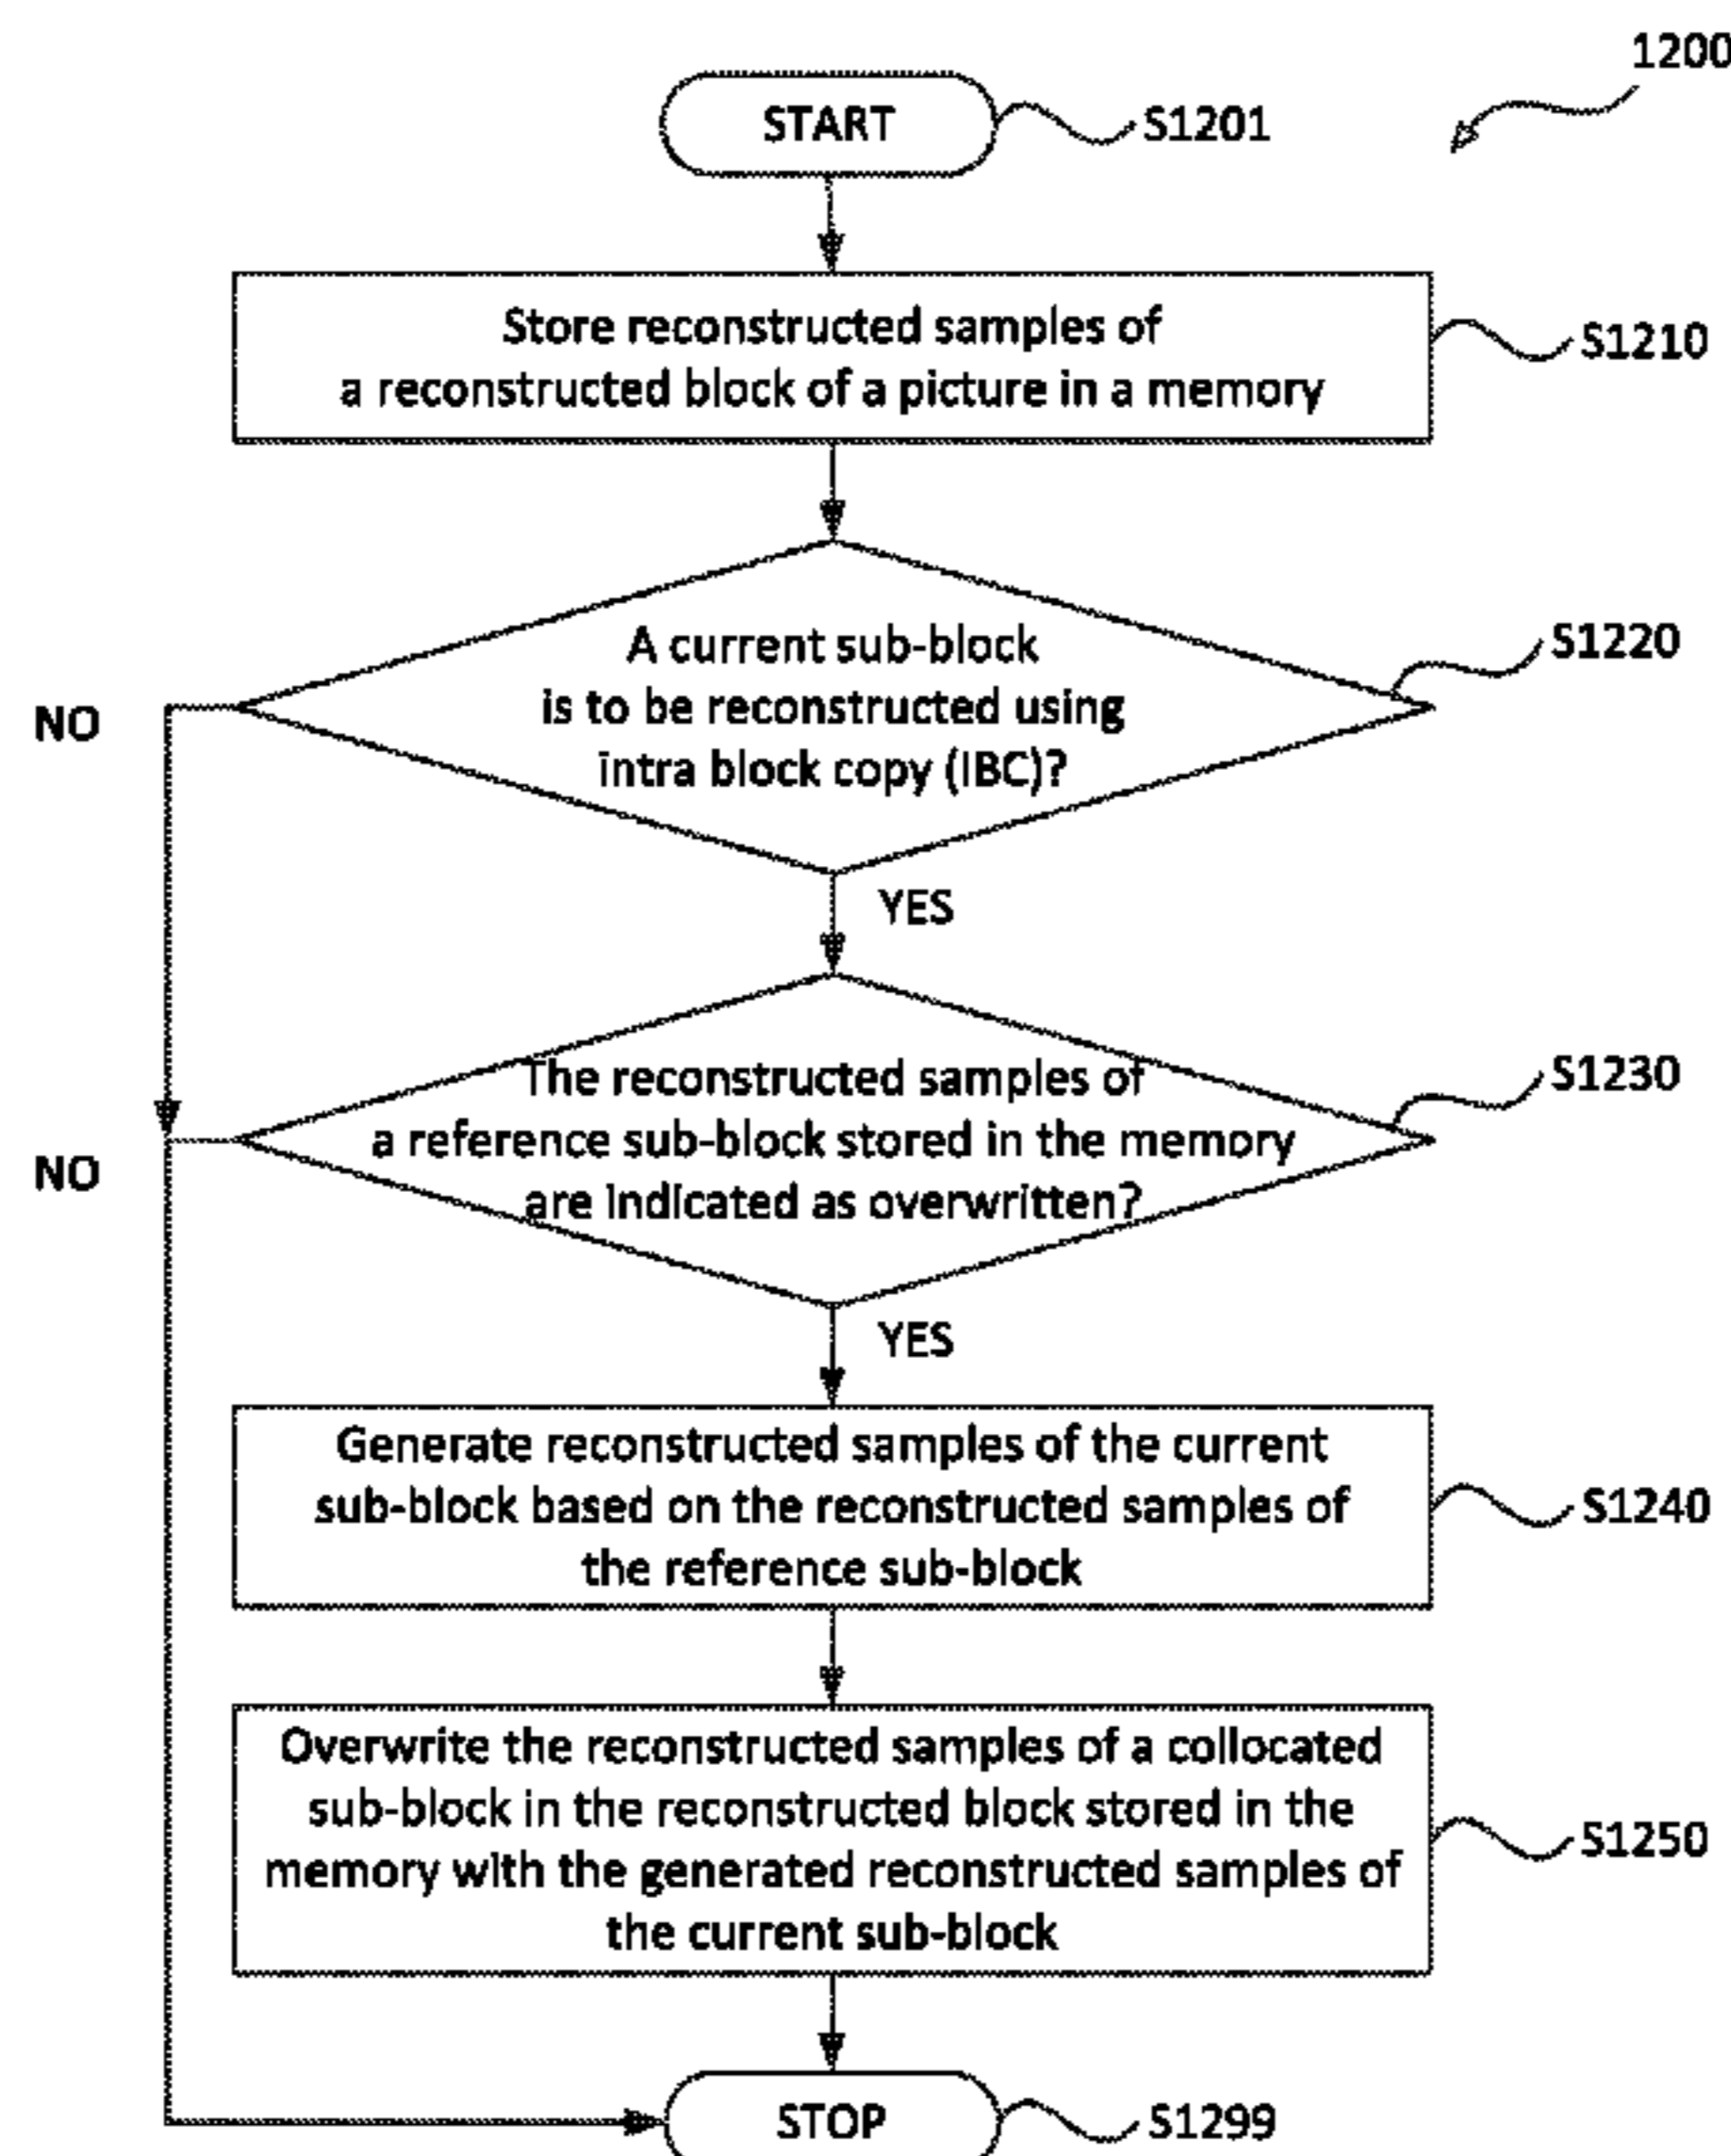 1200
START
S1201
Store reconstructed samples of
a reconstructed block of a picture in a memory
S1210
A current sub-block
is to be reconstructed using
intra block copy (IBC)?
S1220
NO
YES
The reconstructed samples of
a reference sub-block stored in the memory
are indicated as overwritten?
S1230
NO
YES
Generate reconstructed samples of the current
sub-block based on the reconstructed samples of
the reference sub-block
S1240
Overwrite the reconstructed samples of a collocated
sub-block in the reconstructed block stored in the
memory with the generated reconstructed samples of
the current sub-block
S1250
STOP
S1299